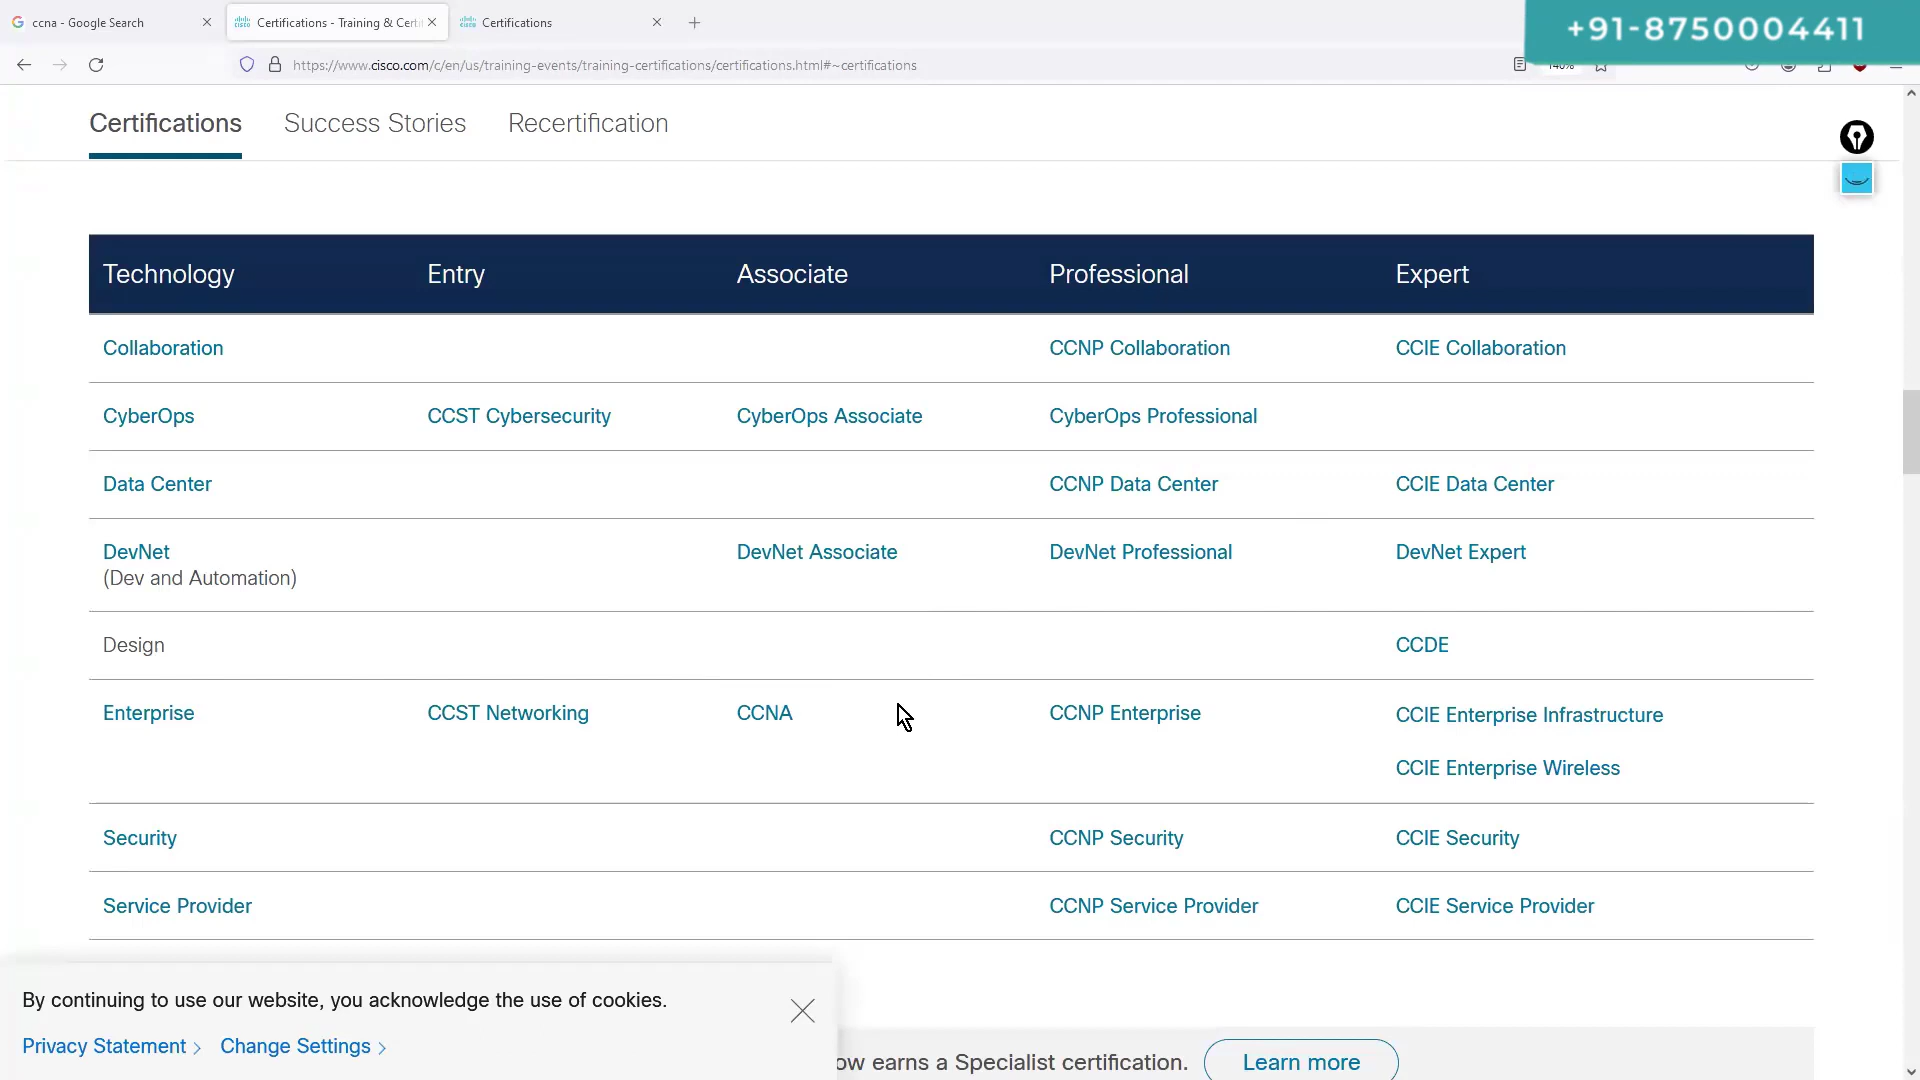 ccna - Google Search
Certifications - Training & Certi
Certifications
+91-8750004411
https://www.cisco.com/c/en/us/training-events/training-certifications/certifications.html#~certifications
Certifications Success Stories Recertification
Technology Entry Associate Professional Expert
Collaboration CCNP Collaboration CCIE Collaboration
CyberOps CCST Cybersecurity CyberOps Associate CyberOps Professional
Data Center CCNP Data Center CCIE Data Center
DevNet DevNet Associate DevNet Professional DevNet Expert
(Dev and Automation)
Design CCDE
Enterprise CCST Networking CCNA CCNP Enterprise CCIE Enterprise Infrastructure
CCIE Enterprise Wireless
Security CCNP Security CCIE Security
Service Provider CCNP Service Provider CCIE Service Provider
By continuing to use our website, you acknowledge the use of cookies.
Privacy Statement Change Settings
ow earns a Specialist certification. Learn more